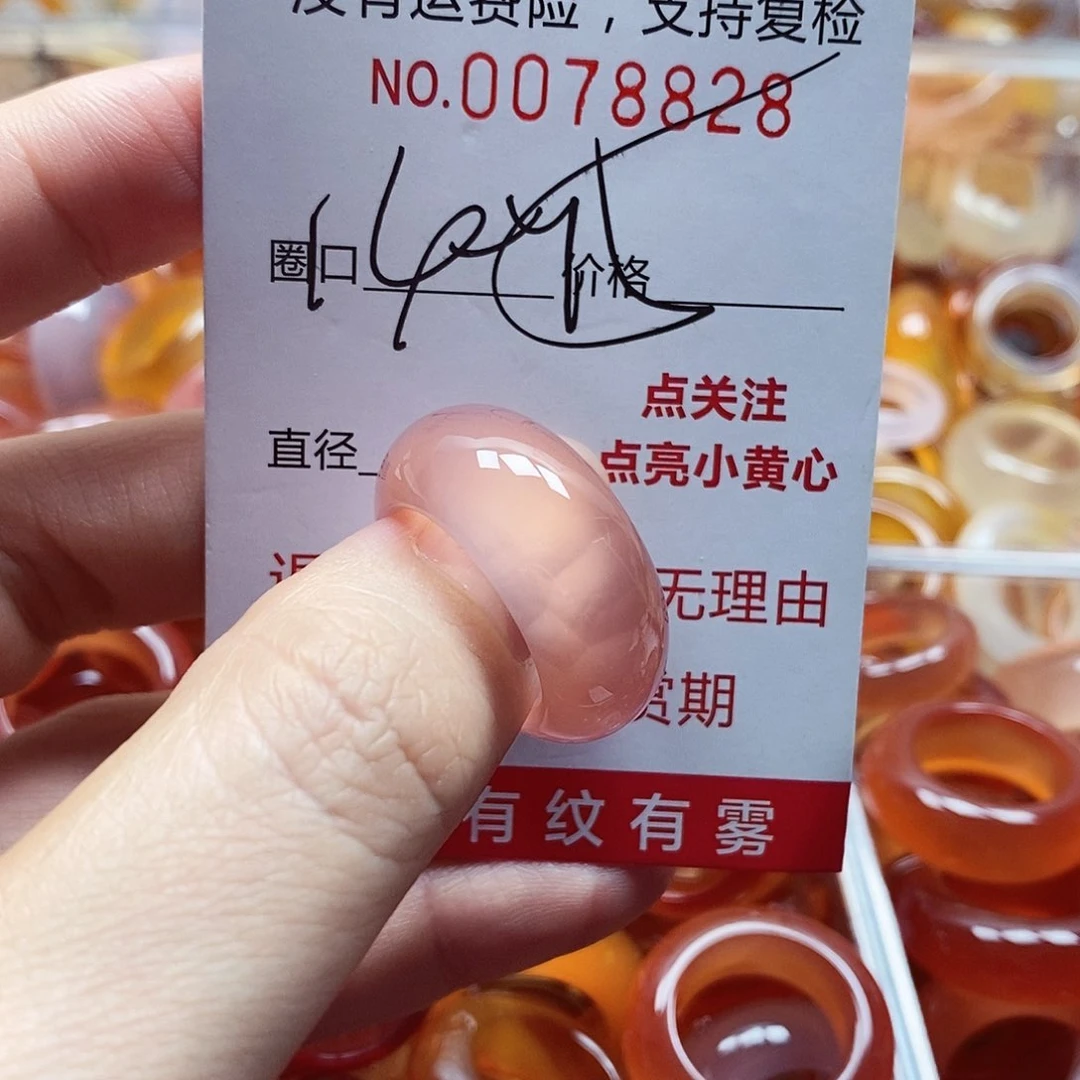 没有运费险，支持复检
NO.0078828
圈口 价格
点关注
直径
点亮小黄心
无理由
货期
有纹有雾